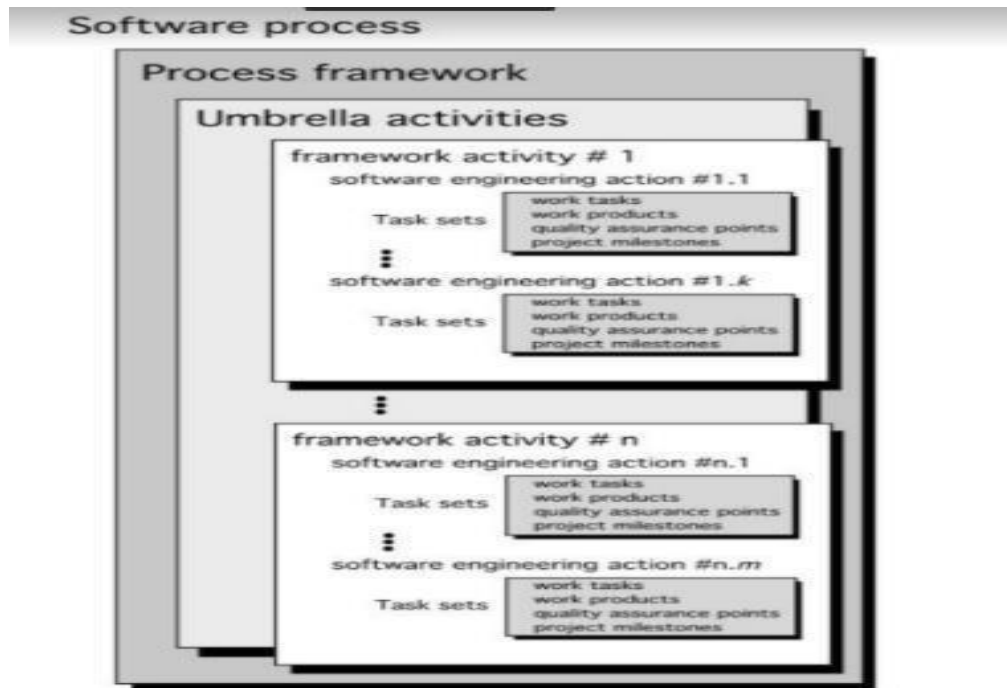 Software process
Process framework
Umbrella activities
framework activity # 1
software engineering action #1.1
Task sets
work tasks
work products
quality assurance points
project milestones
software engineering action #1.k
Task sets
work tasks
work products
quality assurance points
project milestones
framework activity # n
software engineering action #n.1
Task sets
work tasks
work products
quality assurance points
project milestones
software engineering action #n.m
Task sets
work tasks
work products
quality assurance points
project milestones